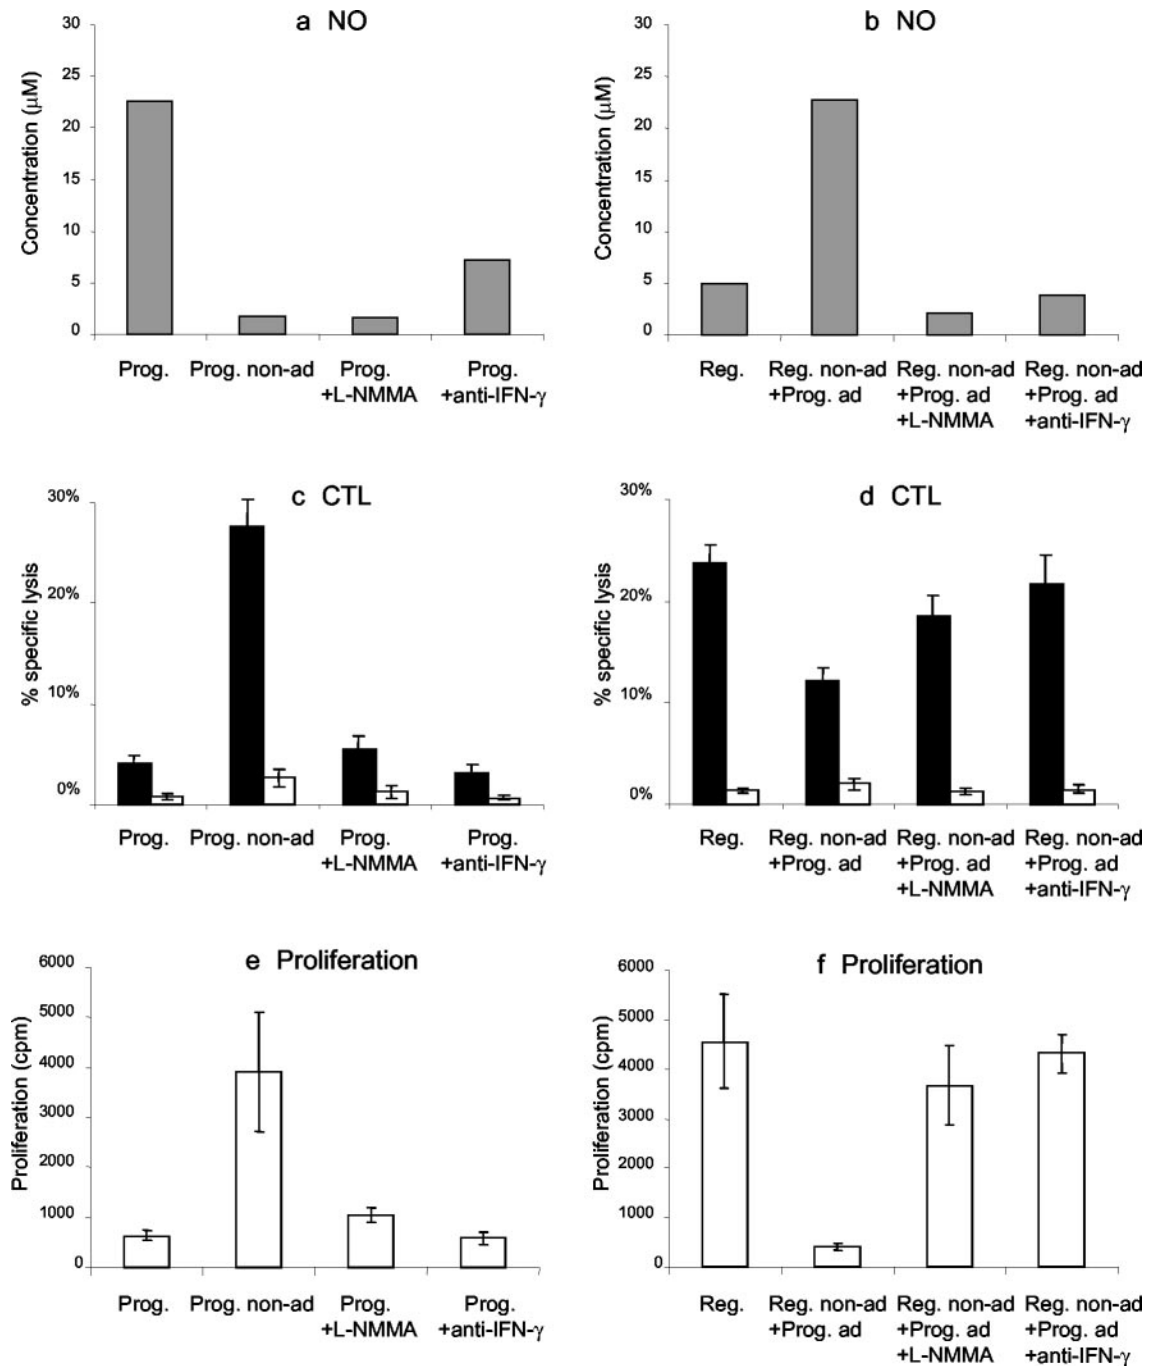 a NO
Concentration (μM)
30
25
20
15
10
5
0
Prog.
Prog. non-ad
Prog.
+L-NMMA
Prog.
+anti-IFN-γ
b NO
Concentration (μM)
30
25
20
15
10
5
0
Reg.
Reg. non-ad
+Prog. ad
Reg. non-ad
+Prog. ad
+L-NMMA
Reg. non-ad
+Prog. ad
+anti-IFN-γ
c CTL
% specific lysis
30%
20%
10%
0%
Prog.
Prog. non-ad
Prog.
+L-NMMA
Prog.
+anti-IFN-γ
d CTL
% specific lysis
30%
20%
10%
0%
Reg.
Reg. non-ad
+Prog. ad
Reg. non-ad
+Prog. ad
+L-NMMA
Reg. non-ad
+Prog. ad
+anti-IFN-γ
e Proliferation
Proliferation (cpm)
6000
5000
4000
3000
2000
1000
0
Prog.
Prog. non-ad
Prog.
+L-NMMA
Prog.
+anti-IFN-γ
f Proliferation
Proliferation (cpm)
6000
5000
4000
3000
2000
1000
0
Reg.
Reg. non-ad
+Prog. ad
Reg. non-ad
+Prog. ad
+L-NMMA
Reg. non-ad
+Prog. ad
+anti-IFN-γ